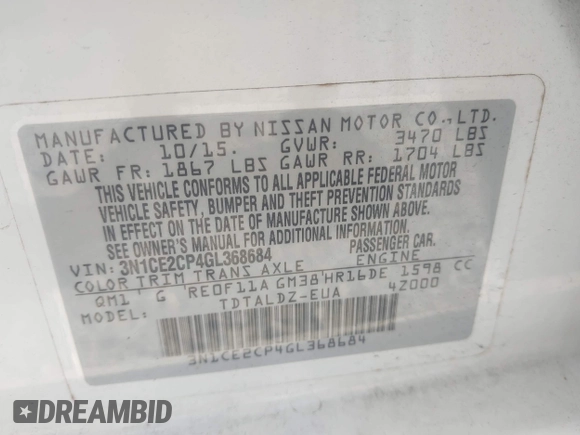 MANUFACTURED BY NISSAN MOTOR CO., LTD.
DATE: 10/15. GVWR: 3470 LBS
GAWR FR: 1867 LBS GAWR RR: 1704 LBS
THIS VEHICLE CONFORMS TO ALL APPLICABLE FEDERAL MOTOR
VEHICLE SAFETY, BUMPER AND THEFT PREVENTION STANDARDS
IN EFFECT ON THE DATE OF MANUFACTURE SHOWN ABOVE.
SEE OWNER'S MANUAL FOR ADDITIONAL INFORMATION.
VIN: 3N1CE2CP4GL368684 PASSENGER CAR.
COLOR TRIM TRANS AXLE ENGINE
QM1 G RE0F11A GM38 HR16DE 1598 CC
MODEL: TDTALDZ-EUA 42000
3N1CE2CP4GL368684
DREAMBID